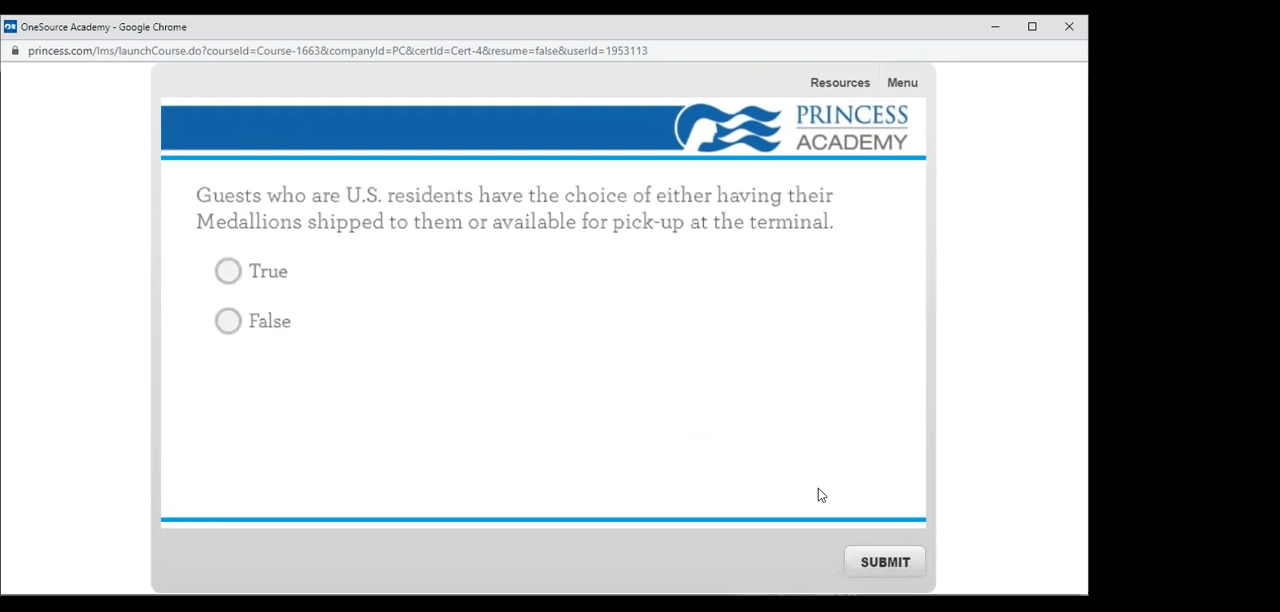 OneSource Academy - Google Chrome
princess.com/lms/launchCourse.do?courseId=Course-1663&companyId=PC&certId=Cert-4&resume=false&userId=1953113
Resources Menu
PRINCESS
ACADEMY
Guests who are U.S. residents have the choice of either having their
Medallions shipped to them or available for pick-up at the terminal.
True
False
SUBMIT